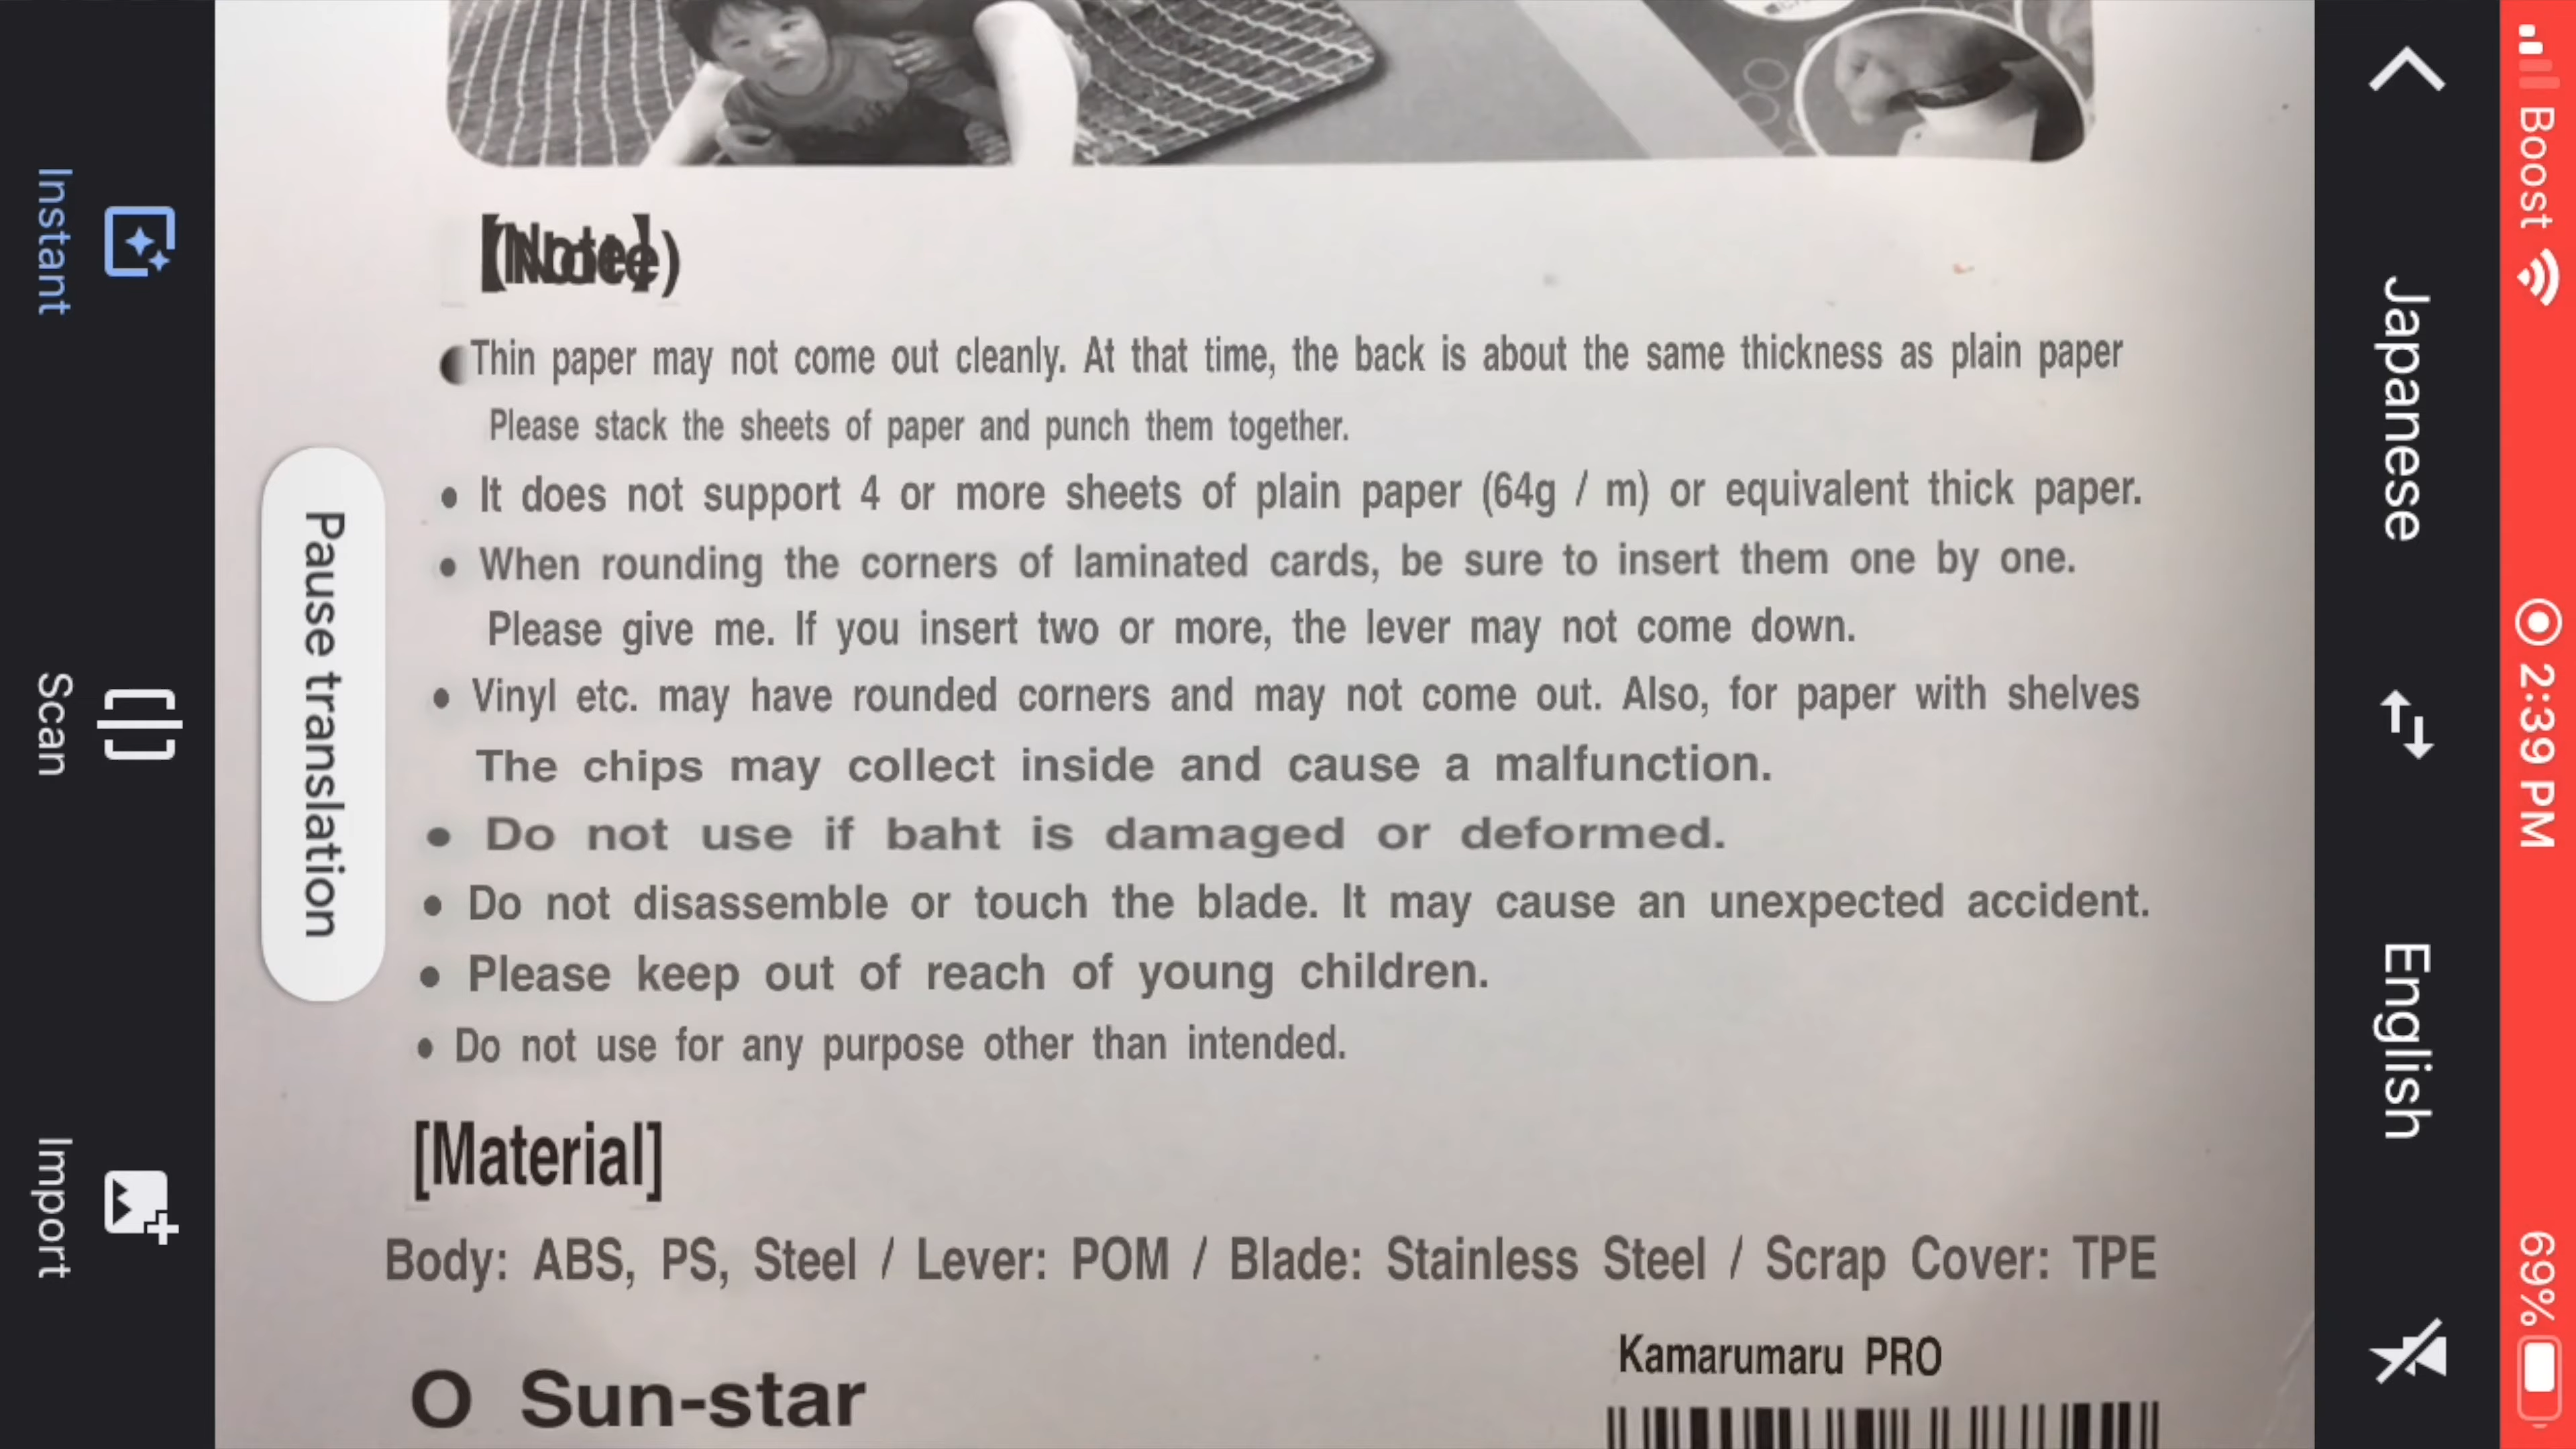 【Note】
(Note)
Thin paper may not come out cleanly. At that time, the back is about the same thickness as plain paper
Please stack the sheets of paper and punch them together.
• It does not support 4 or more sheets of plain paper (64g / m) or equivalent thick paper.
• When rounding the corners of laminated cards, be sure to insert them one by one.
Please give me. If you insert two or more, the lever may not come down.
• Vinyl etc. may have rounded corners and may not come out. Also, for paper with shelves
The chips may collect inside and cause a malfunction.
• Do not use if baht is damaged or deformed.
• Do not disassemble or touch the blade. It may cause an unexpected accident.
• Please keep out of reach of young children.
• Do not use for any purpose other than intended.
[Material]
Body: ABS, PS, Steel / Lever: POM / Blade: Stainless Steel / Scrap Cover: TPE
Kamarumaru PRO
O Sun-star
Boost 2:39 PM 69%
Japanese English
Pause translation
Instant Scan Import